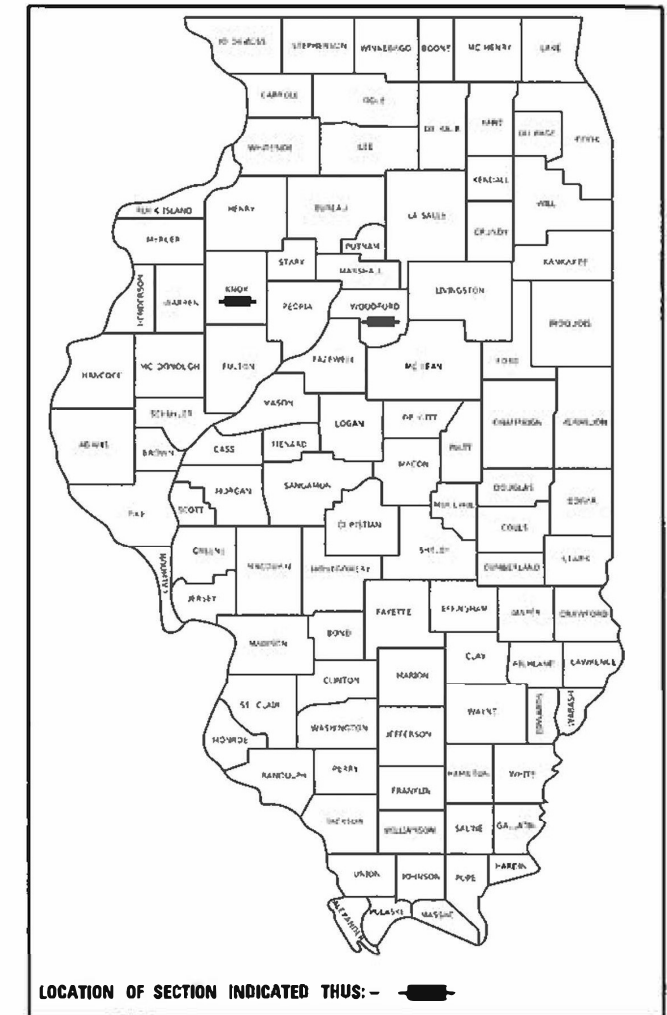 JO DAVIESS STEPHENSON WINNEBAGO BOONE MC HENRY LAKE
CARROLL OGLE
DE KALB KANE DU PAGE COOK
WHITESIDE LEE
KENDALL
ROCK ISLAND HENRY BUREAU LA SALLE WILL
MERCER PUTNAM GRUNDY
STARK MARSHALL KANKAKEE
HENDERSON WARREN KNOX PEORIA WOODFORD LIVINGSTON
IROQUOIS
HANCOCK MC DONOUGH FULTON TAZEWELL MC LEAN FORD
MASON
SCHUYLER LOGAN DE WITT CHAMPAIGN VERMILION
ADAMS BROWN CASS MENARD PIATT
MACON
MORGAN SANGAMON DOUGLAS
PIKE SCOTT MOULTRIE EDGAR
CHRISTIAN COLES
GREENE SHELBY CLARK
CALHOUN MACOUPIN MONTGOMERY CUMBERLAND
JERSEY FAYETTE EFFINGHAM JASPER CRAWFORD
MADISON BOND
CLAY RICHLAND LAWRENCE
CLINTON MARION
ST. CLAIR WAYNE EDWARDS WABASH
MONROE WASHINGTON JEFFERSON
RANDOLPH PERRY HAMILTON WHITE
FRANKLIN
JACKSON WILLIAMSON SALINE GALLATIN
UNION JOHNSON POPE HARDIN
ALEXANDER PULASKI MASSAC
LOCATION OF SECTION INDICATED THUS:-